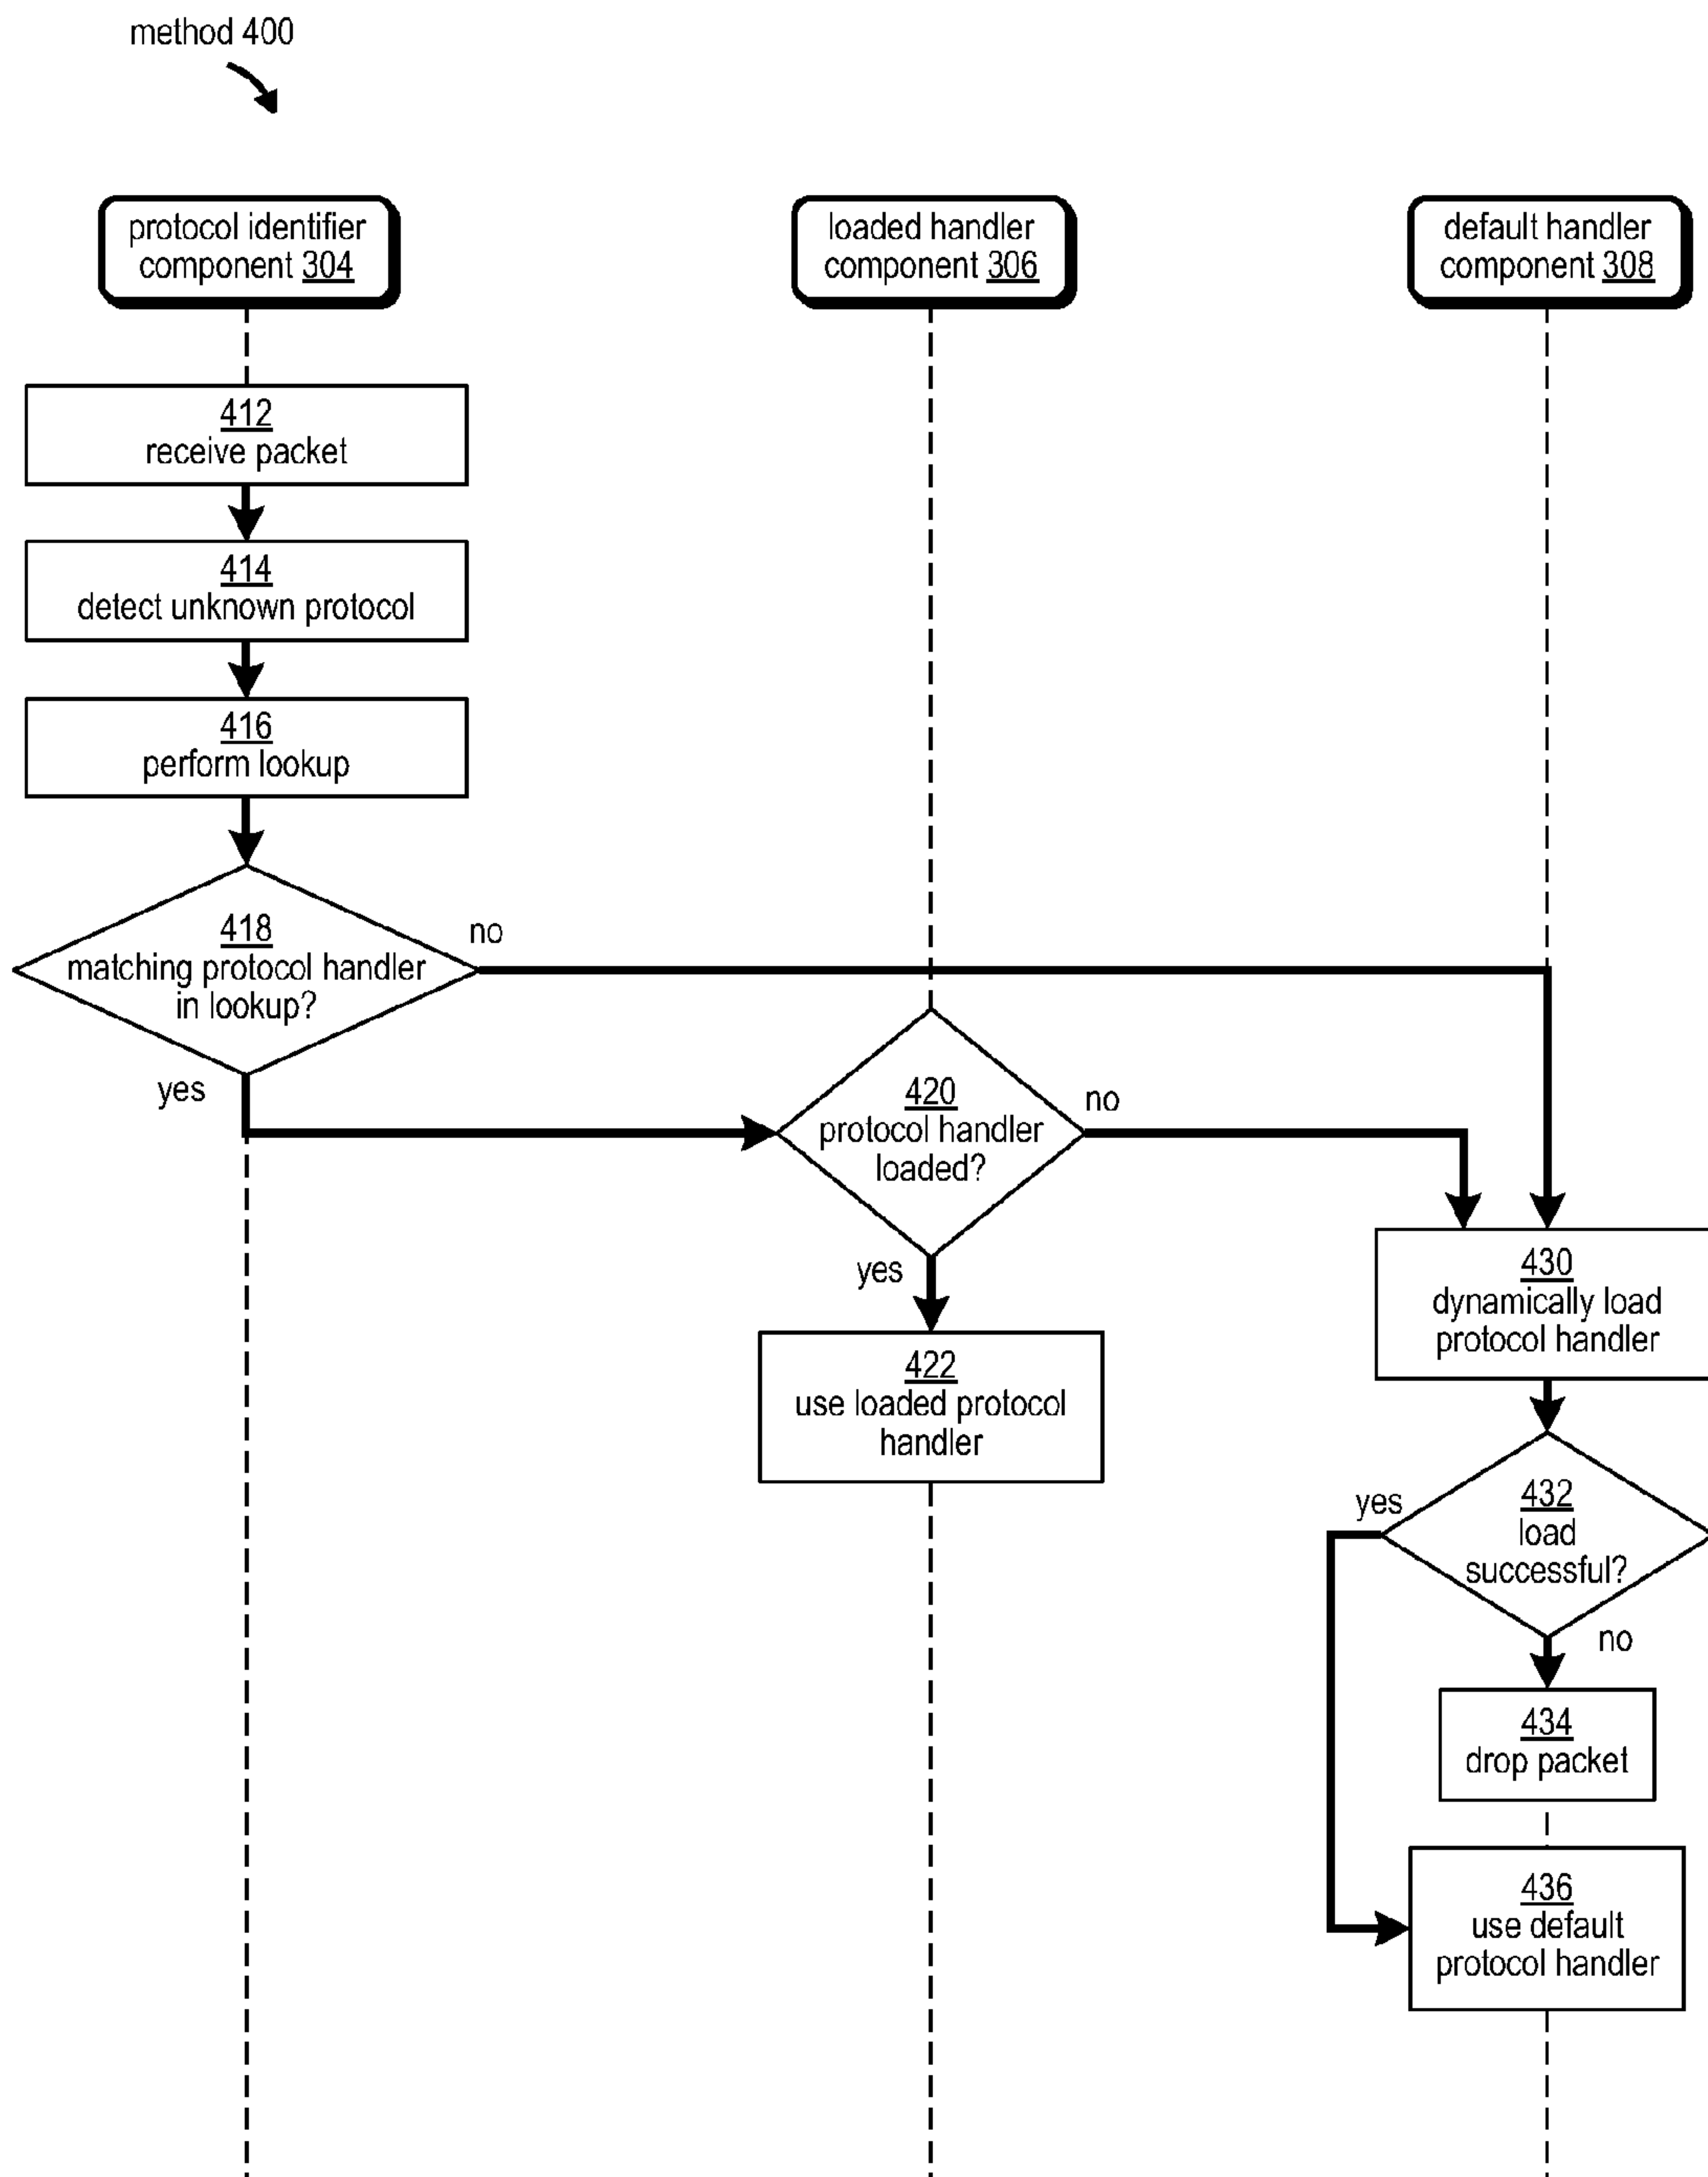 method 400
protocol identifier
component 304
loaded handler
component 306
default handler
component 308
412
receive packet
414
detect unknown protocol
416
perform lookup
418
matching protocol handler
in lookup?
no
yes
420
protocol handler
loaded?
no
yes
422
use loaded protocol
handler
430
dynamically load
protocol handler
432
load
successful?
yes
no
434
drop packet
436
use default
protocol handler